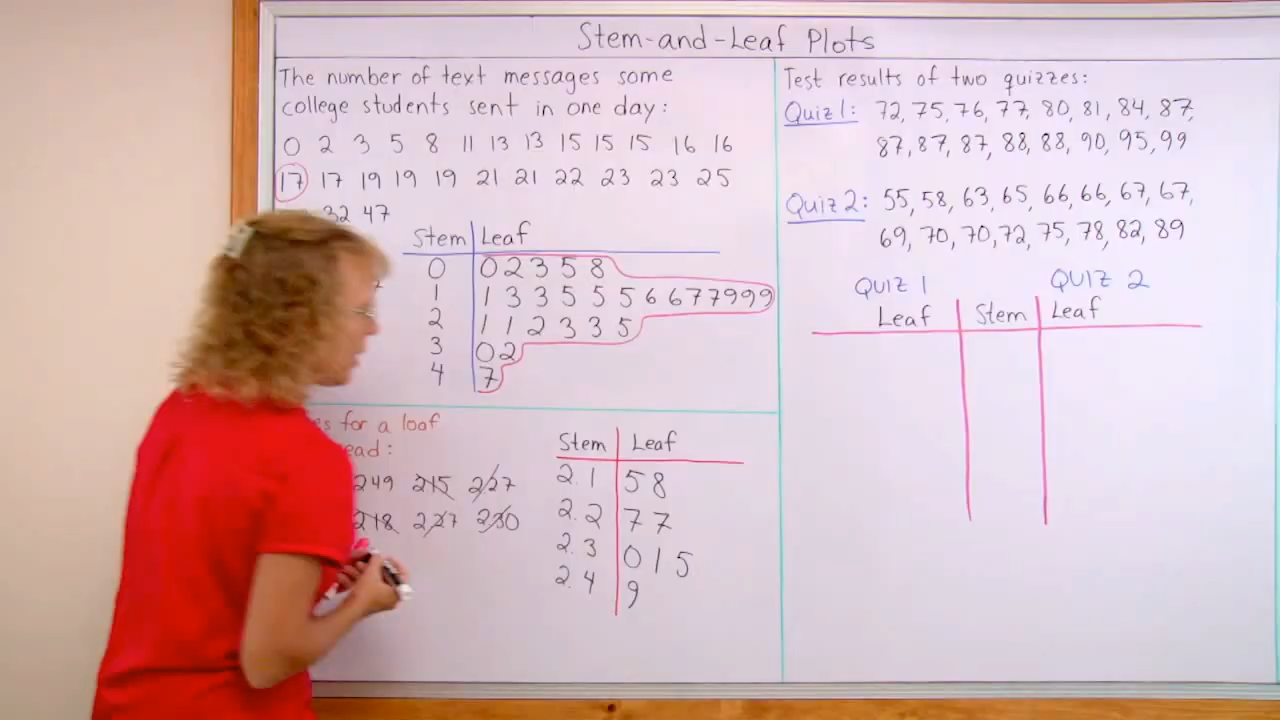 Stem-and-Leaf Plots
The number of text messages some
college students sent in one day:
0 2 3 5 8 11 13 13 15 15 15 16 16
17 17 19 19 19 21 21 22 23 23 25
32 47
Stem Leaf
0 0 2 3 5 8
1 1 3 3 5 5 5 6 6 7 7 9 9 9
2 1 1 2 3 3 5
3 0 2
4 7
for a loaf
249 215 227
218 227 230
Stem Leaf
2.1 5 8
2.2 7 7
2.3 0 1 5
2.4 9
Test results of two quizzes:
Quiz 1: 72, 75, 76, 77, 80, 81, 84, 87,
87, 87, 87, 88, 88, 90, 95, 99
Quiz 2: 55, 58, 63, 65, 66, 66, 67, 67,
69, 70, 70, 72, 75, 78, 82, 89
QUIZ 1 QUIZ 2
Leaf Stem Leaf